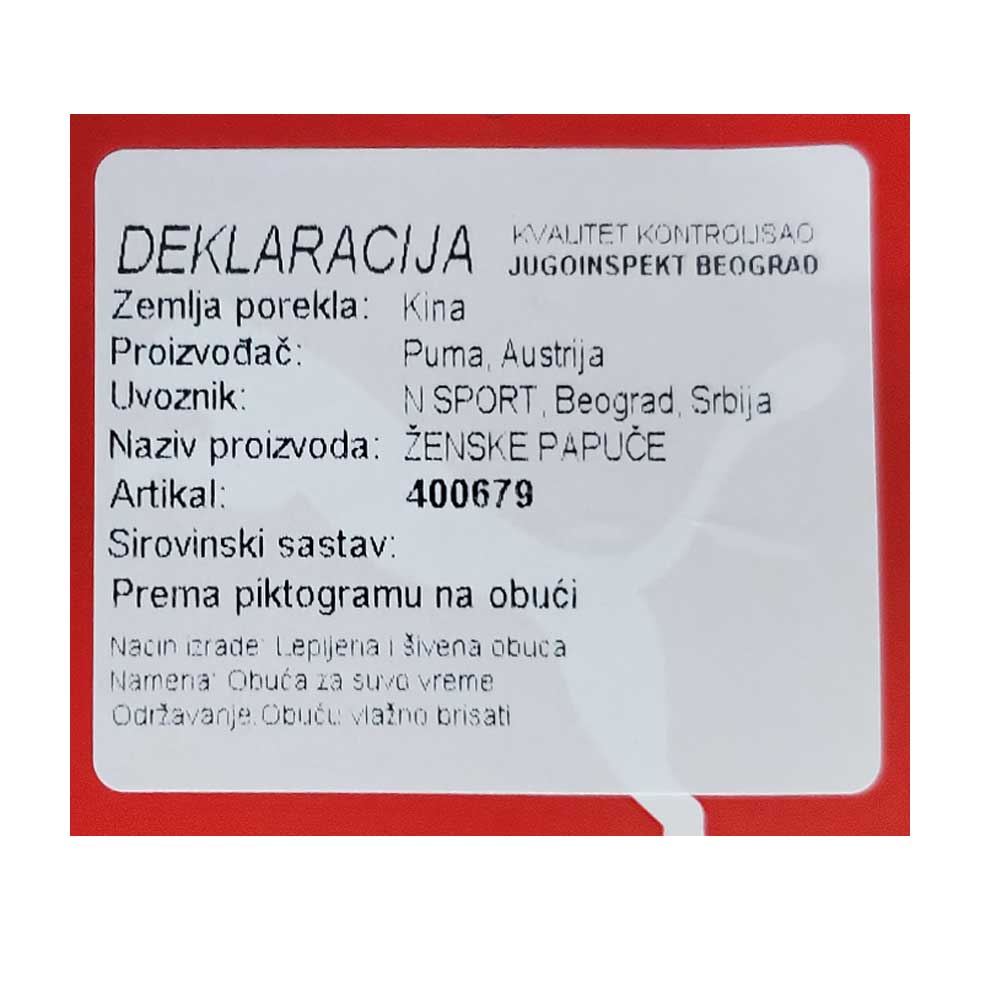 DEKLARACIJA
KVALITET KONTROLISAO
JUGOINSPEKT BEOGRAD
Zemlja porekla: Kina
Proizvođač: Puma, Austrija
Uvoznik: N SPORT, Beograd, Srbija
Naziv proizvoda: ŽENSKE PAPUČE
Artikal: 400679
Sirovinski sastav:
Prema piktogramu na obući
Nacin izrade: Lepljena i šivena obuca
Namena: Obuća za suvo vreme
Održavanje: Obuću vlažno brisati